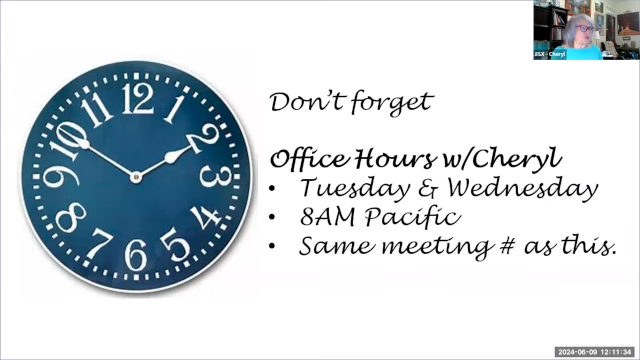 JISX - Cheryl
Don't forget
Office Hours w/Cheryl
• Tuesday & Wednesday
• 8AM Pacific
• Same meeting # as this.
12
1
2
3
4
5
6
7
8
9
10
11
2024-06-09 12:11:34